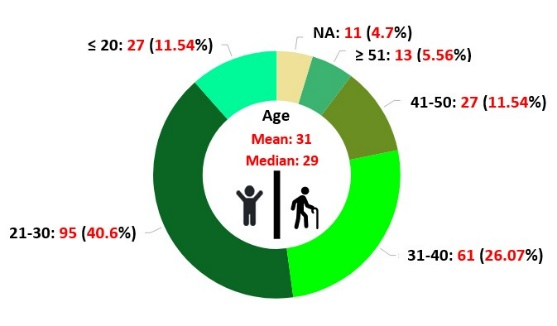 NA: 11 (4.7%)
≤ 20: 27 (11.54%)
≥ 51: 13 (5.56%)
41-50: 27 (11.54%)
Age
Mean: 31
Median: 29
21-30: 95 (40.6%)
31-40: 61 (26.07%)